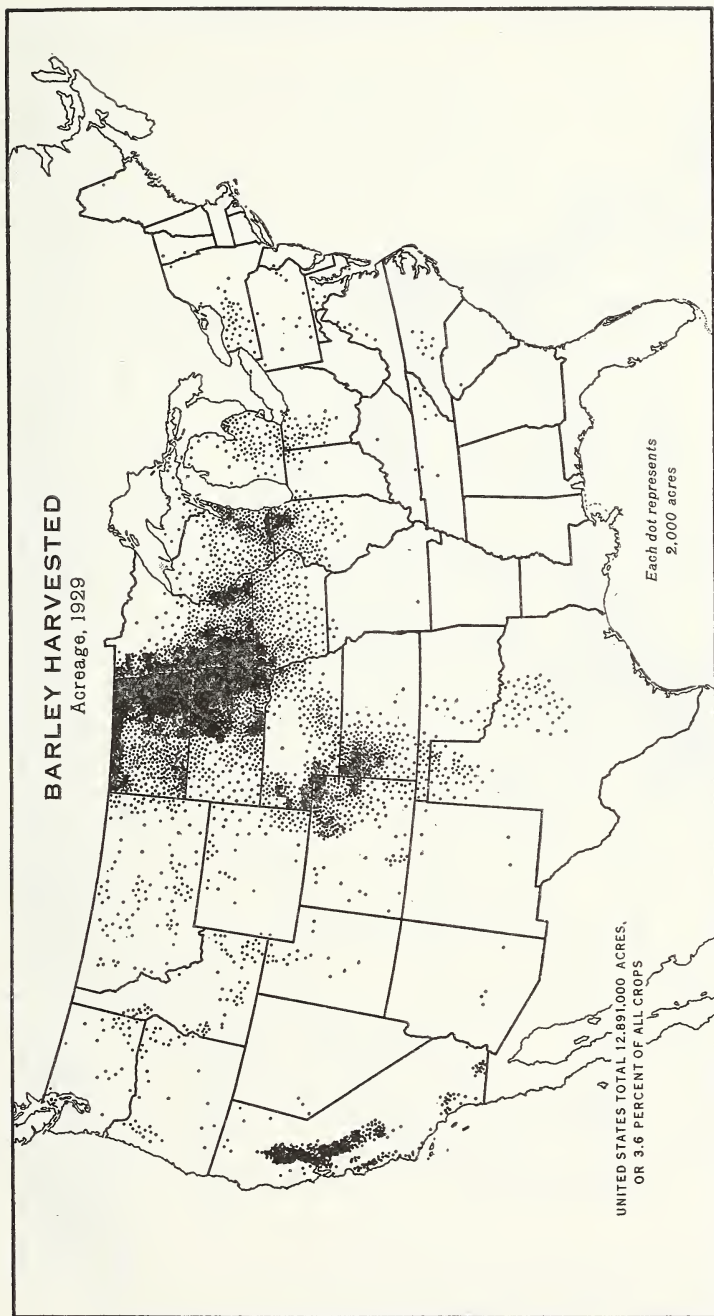 BARLEY HARVESTED
Acreage, 1929
Each dot represents
2,000 acres
UNITED STATES TOTAL 12,891,000 ACRES,
OR 3.6 PERCENT OF ALL CROPS